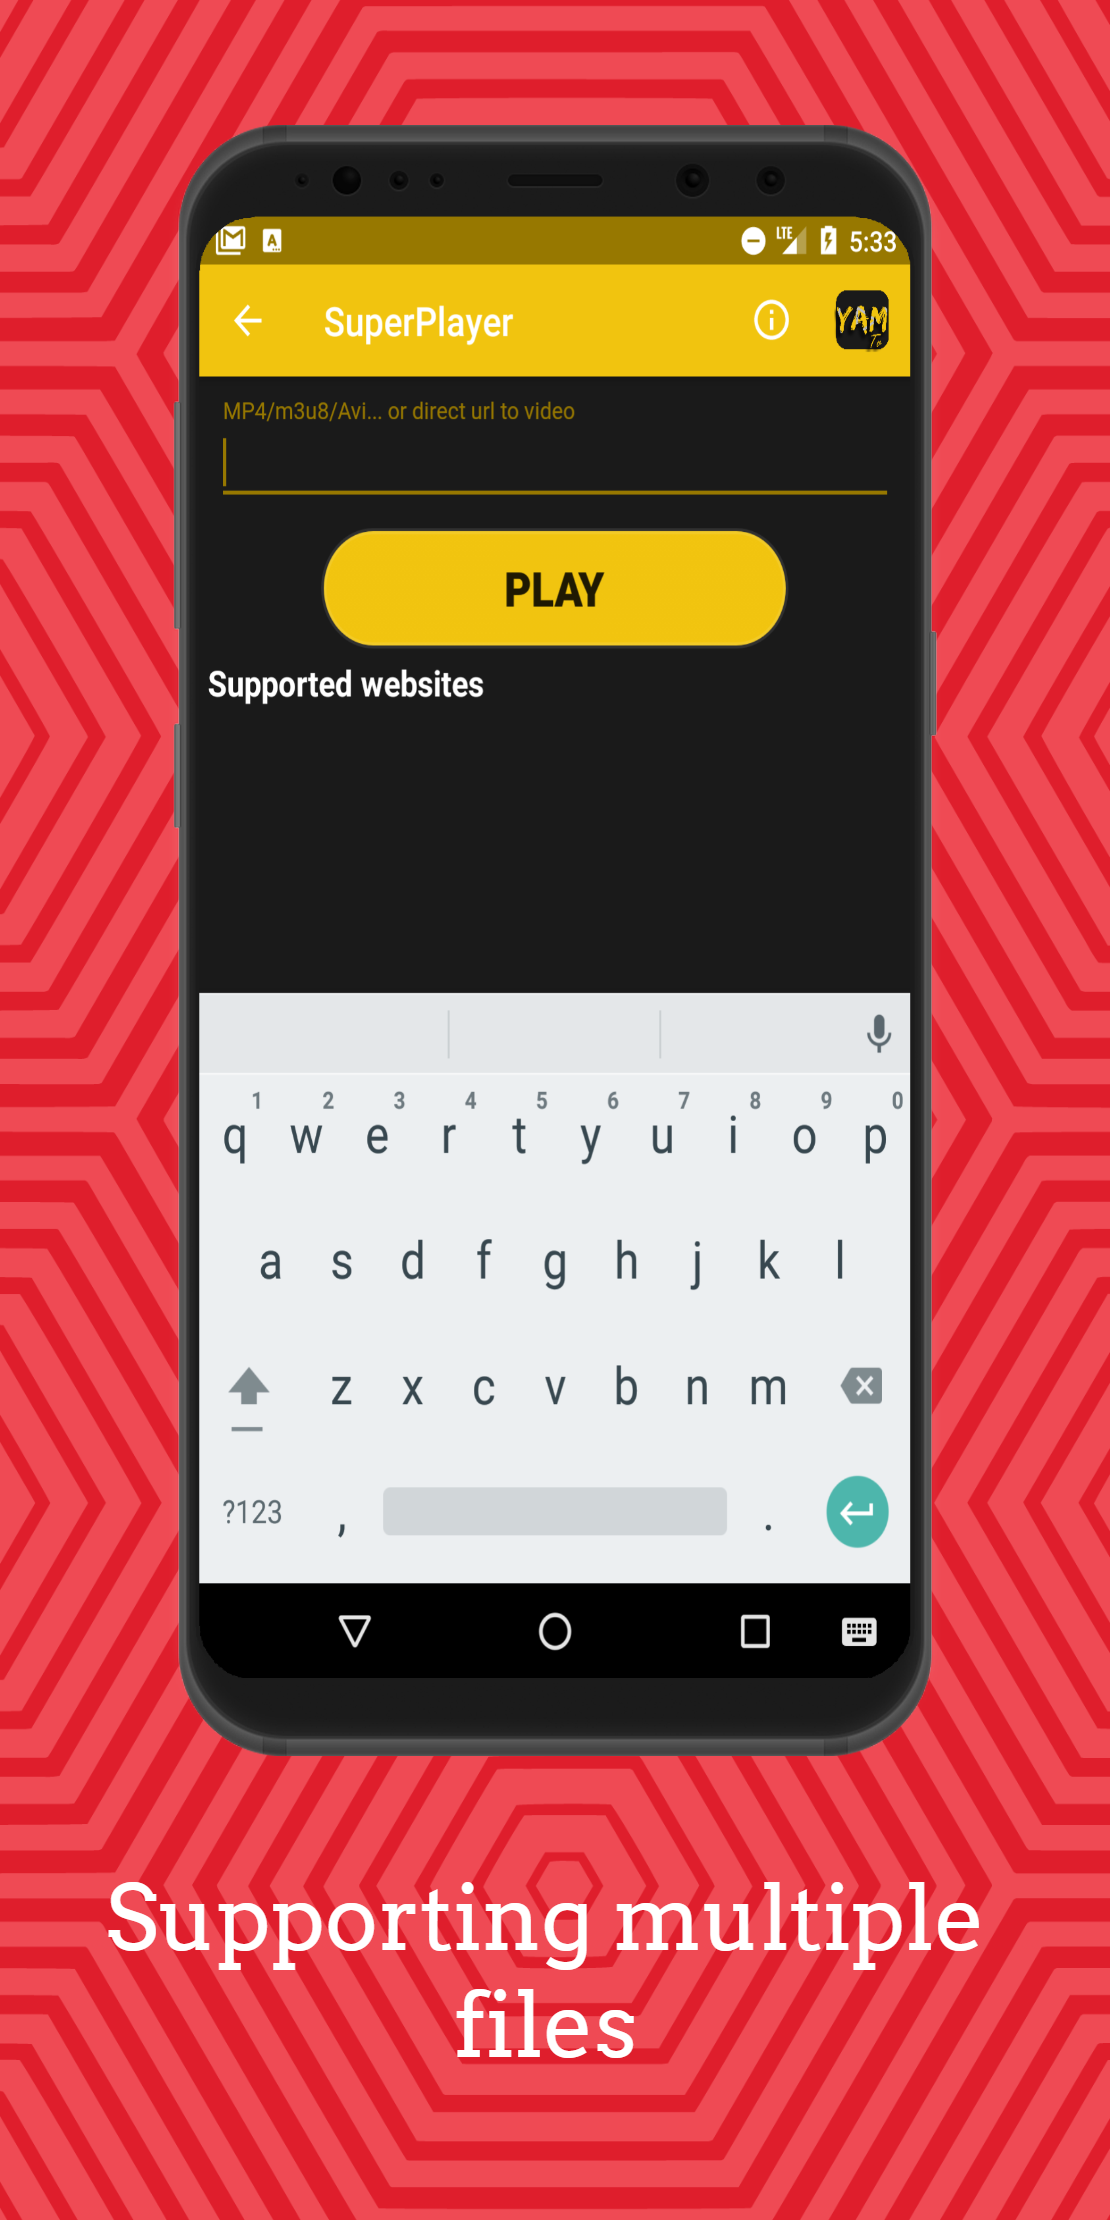 A
LTE 5:33
SuperPlayer
YAM
Tv
MP4/m3u8/Avi... or direct url to video
PLAY
Supported websites
1 2 3 4 5 6 7 8 9 0
q w e r t y u i o p
a s d f g h j k l
z x c v b n m
?123 , .
Supporting multiple
files